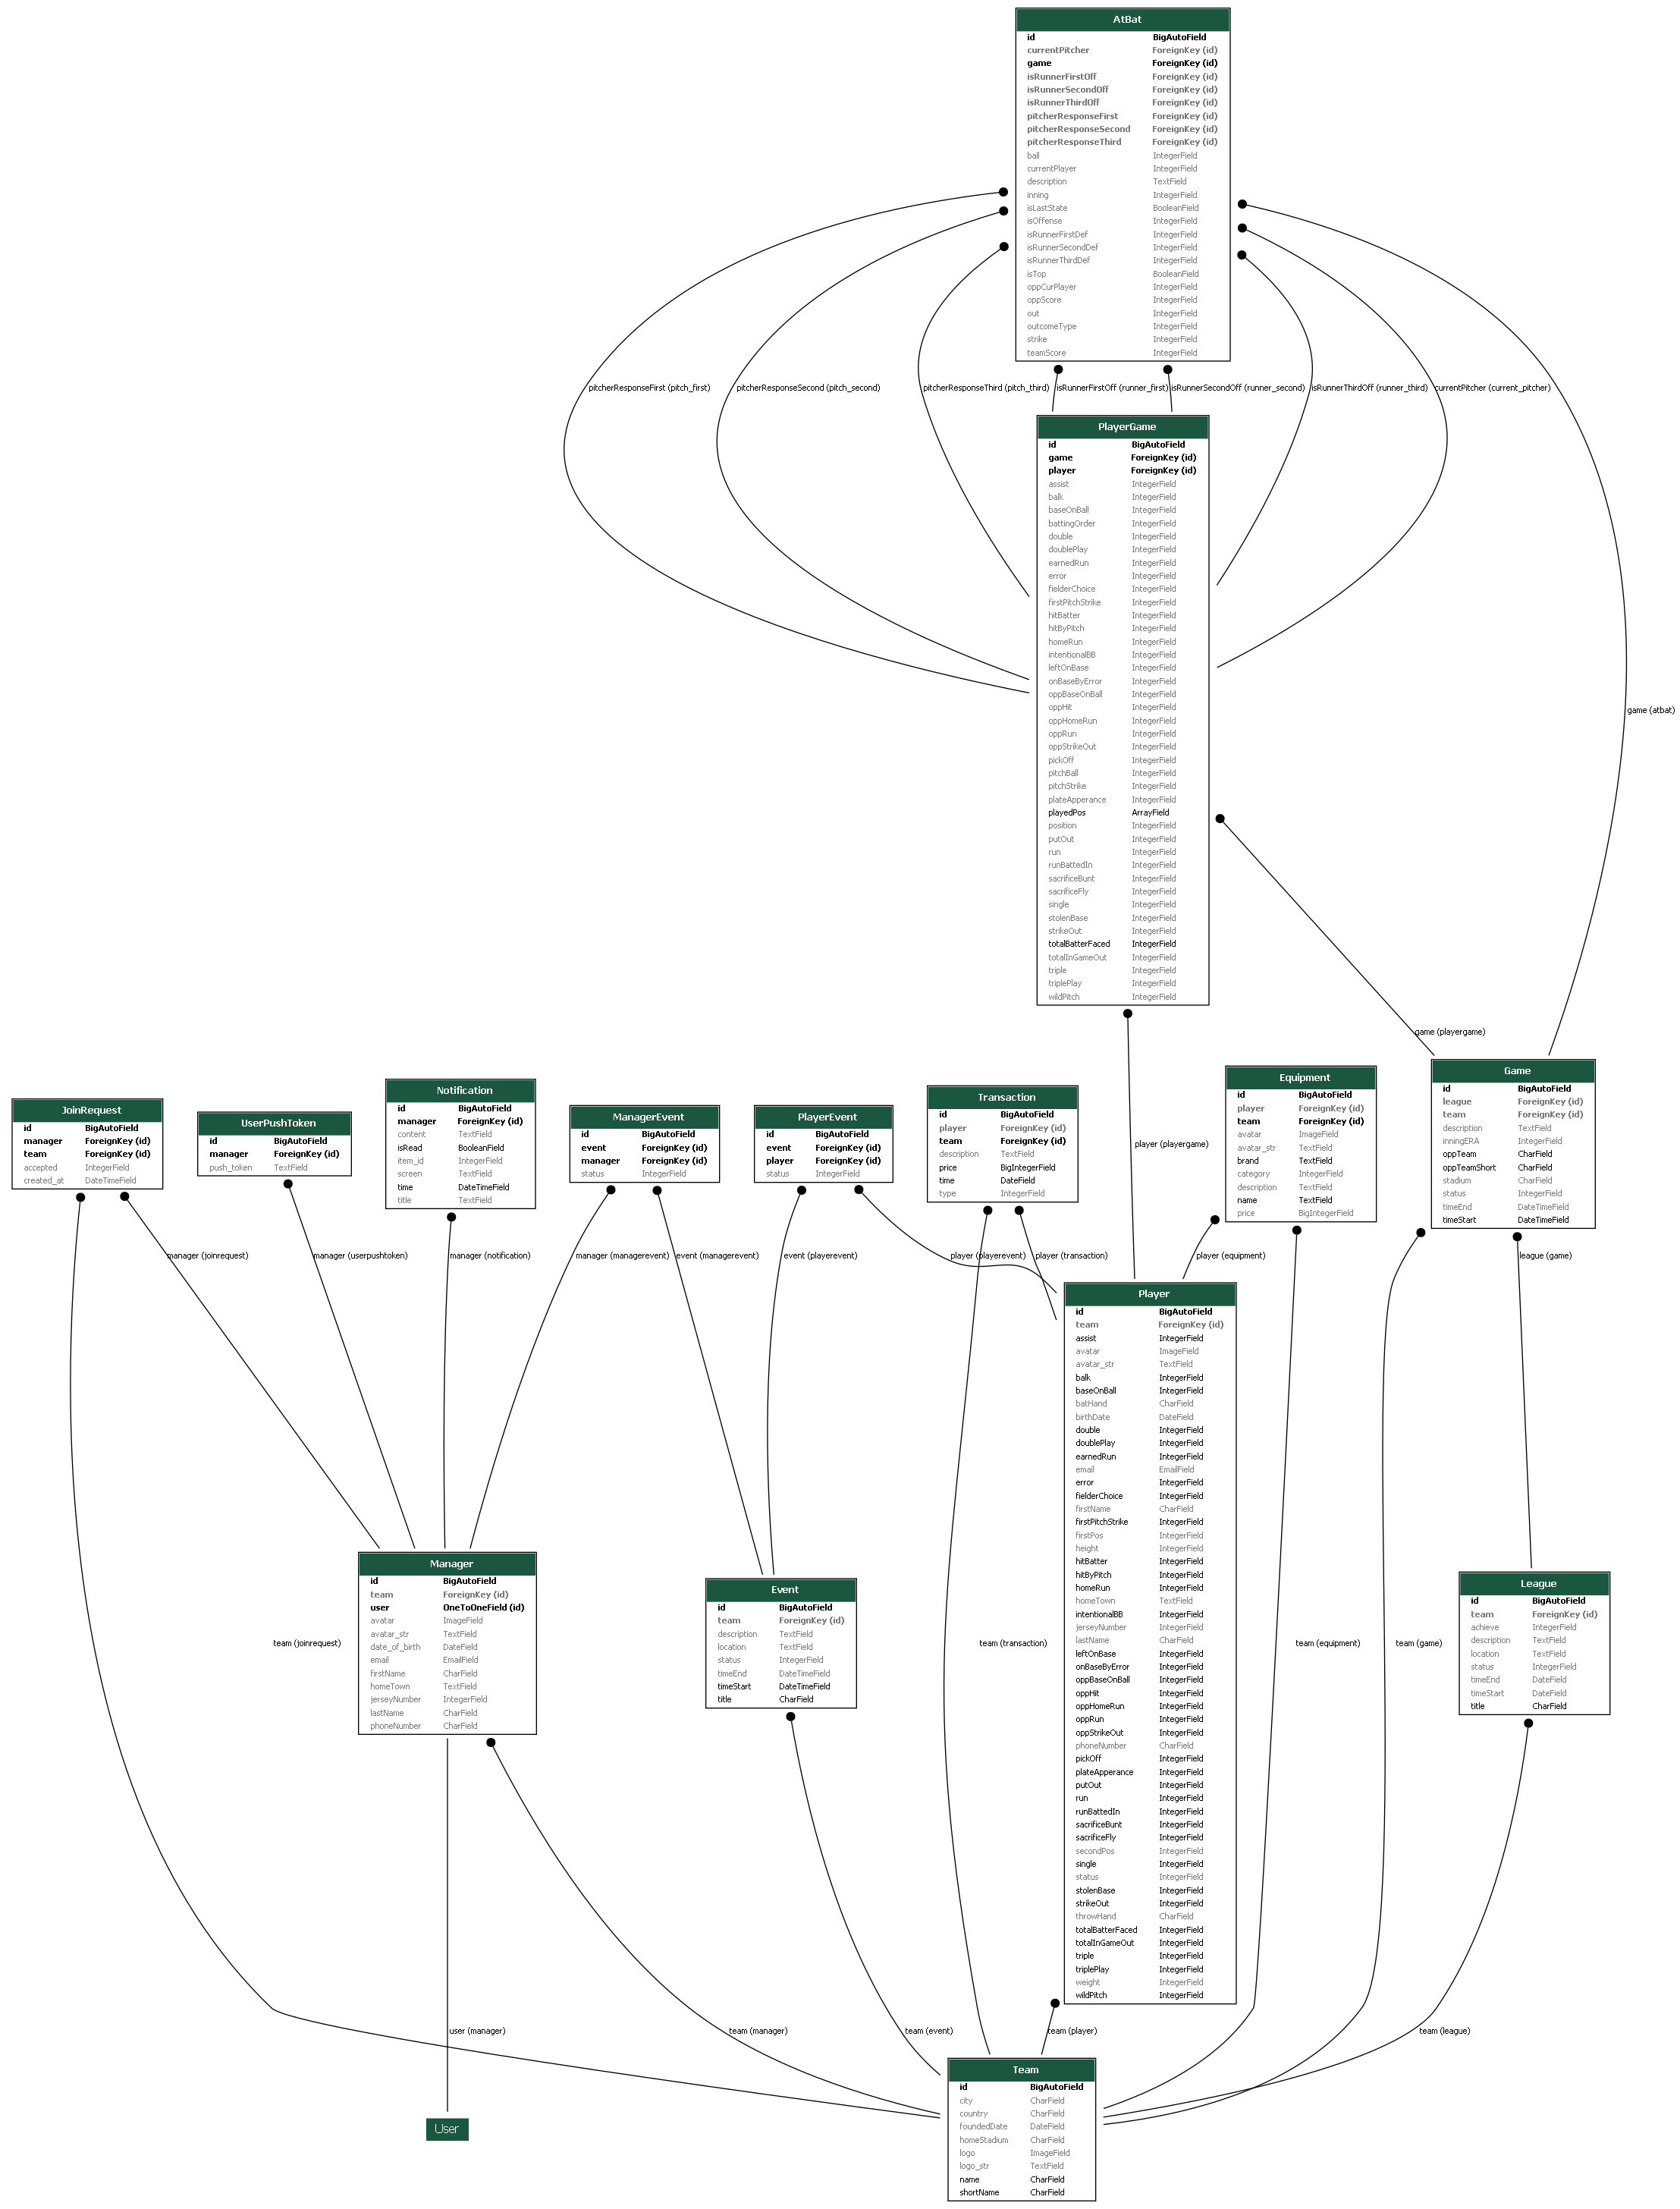 AtBat
id BigAutoField
currentPitcher ForeignKey (id)
game ForeignKey (id)
isRunnerFirstOff ForeignKey (id)
isRunnerSecondOff ForeignKey (id)
isRunnerThirdOff ForeignKey (id)
pitcherResponseFirst ForeignKey (id)
pitcherResponseSecond ForeignKey (id)
pitcherResponseThird ForeignKey (id)
ball IntegerField
currentPlayer IntegerField
description TextField
inning IntegerField
isLastState BooleanField
isOffense IntegerField
isRunnerFirstDef IntegerField
isRunnerSecondDef IntegerField
isRunnerThirdDef IntegerField
isTop BooleanField
oppCurPlayer IntegerField
oppScore IntegerField
out IntegerField
outcomeType IntegerField
strike IntegerField
teamScore IntegerField
pitcherResponseFirst (pitch_first)
pitcherResponseSecond (pitch_second)
pitcherResponseThird (pitch_third)
isRunnerFirstOff (runner_first)
isRunnerSecondOff (runner_second)
isRunnerThirdOff (runner_third)
currentPitcher (current_pitcher)
PlayerGame
id BigAutoField
game ForeignKey (id)
player ForeignKey (id)
assist IntegerField
balk IntegerField
baseOnBall IntegerField
battingOrder IntegerField
double IntegerField
doublePlay IntegerField
earnedRun IntegerField
error IntegerField
fielderChoice IntegerField
firstPitchStrike IntegerField
hitBatter IntegerField
hitByPitch IntegerField
homeRun IntegerField
intentionalBB IntegerField
leftOnBase IntegerField
onBaseByError IntegerField
oppBaseOnBall IntegerField
oppHit IntegerField
oppHomeRun IntegerField
oppRun IntegerField
oppStrikeOut IntegerField
pickOff IntegerField
pitchBall IntegerField
pitchStrike IntegerField
plateApperance IntegerField
playedPos ArrayField
position IntegerField
putOut IntegerField
run IntegerField
runBattedIn IntegerField
sacrificeBunt IntegerField
sacrificeFly IntegerField
single IntegerField
stolenBase IntegerField
strikeOut IntegerField
totalBatterFaced IntegerField
totalInGameOut IntegerField
triple IntegerField
triplePlay IntegerField
wildPitch IntegerField
game (atbat)
game (playergame)
player (playergame)
JoinRequest
id BigAutoField
manager ForeignKey (id)
team ForeignKey (id)
accepted IntegerField
created_at DateTimeField
UserPushToken
id BigAutoField
manager ForeignKey (id)
push_token TextField
Notification
id BigAutoField
manager ForeignKey (id)
content TextField
isRead BooleanField
item_id IntegerField
screen TextField
time DateTimeField
title TextField
ManagerEvent
id BigAutoField
event ForeignKey (id)
manager ForeignKey (id)
status IntegerField
PlayerEvent
id BigAutoField
event ForeignKey (id)
player ForeignKey (id)
status IntegerField
Transaction
id BigAutoField
player ForeignKey (id)
team ForeignKey (id)
description TextField
price BigIntegerField
time DateField
type IntegerField
Equipment
id BigAutoField
player ForeignKey (id)
team ForeignKey (id)
avatar ImageField
avatar_str TextField
brand TextField
category IntegerField
description TextField
name TextField
price BigIntegerField
Game
id BigAutoField
league ForeignKey (id)
team ForeignKey (id)
description TextField
inningERA IntegerField
oppTeam CharField
oppTeamShort CharField
stadium CharField
status IntegerField
timeEnd DateTimeField
timeStart DateTimeField
manager (joinrequest)
manager (userpushtoken)
manager (notification)
manager (managerevent)
event (managerevent)
event (playerevent)
player (playerevent)
player (transaction)
player (equipment)
league (game)
Player
id BigAutoField
team ForeignKey (id)
assist IntegerField
avatar ImageField
avatar_str TextField
balk IntegerField
baseOnBall IntegerField
batHand CharField
birthDate DateField
double IntegerField
doublePlay IntegerField
earnedRun IntegerField
email EmailField
error IntegerField
fielderChoice IntegerField
firstName CharField
firstPitchStrike IntegerField
firstPos IntegerField
height IntegerField
hitBatter IntegerField
hitByPitch IntegerField
homeRun IntegerField
homeTown TextField
intentionalBB IntegerField
jerseyNumber IntegerField
lastName CharField
leftOnBase IntegerField
onBaseByError IntegerField
oppBaseOnBall IntegerField
oppHit IntegerField
oppHomeRun IntegerField
oppRun IntegerField
oppStrikeOut IntegerField
phoneNumber CharField
pickOff IntegerField
plateApperance IntegerField
putOut IntegerField
run IntegerField
runBattedIn IntegerField
sacrificeBunt IntegerField
sacrificeFly IntegerField
secondPos IntegerField
single IntegerField
status IntegerField
stolenBase IntegerField
strikeOut IntegerField
throwHand CharField
totalBatterFaced IntegerField
totalInGameOut IntegerField
triple IntegerField
triplePlay IntegerField
weight IntegerField
wildPitch IntegerField
Manager
id BigAutoField
team ForeignKey (id)
user OneToOneField (id)
avatar ImageField
avatar_str TextField
date_of_birth DateField
email EmailField
firstName CharField
homeTown TextField
jerseyNumber IntegerField
lastName CharField
phoneNumber CharField
Event
id BigAutoField
team ForeignKey (id)
description TextField
location TextField
status IntegerField
timeEnd DateTimeField
timeStart DateTimeField
title CharField
League
id BigAutoField
team ForeignKey (id)
achieve IntegerField
description TextField
location TextField
status IntegerField
timeEnd DateField
timeStart DateField
title CharField
team (joinrequest)
team (transaction)
team (equipment)
team (game)
user (manager)
team (manager)
team (event)
team (player)
team (league)
User
Team
id BigAutoField
city CharField
country CharField
foundedDate DateField
homeStadium CharField
logo ImageField
logo_str TextField
name CharField
shortName CharField